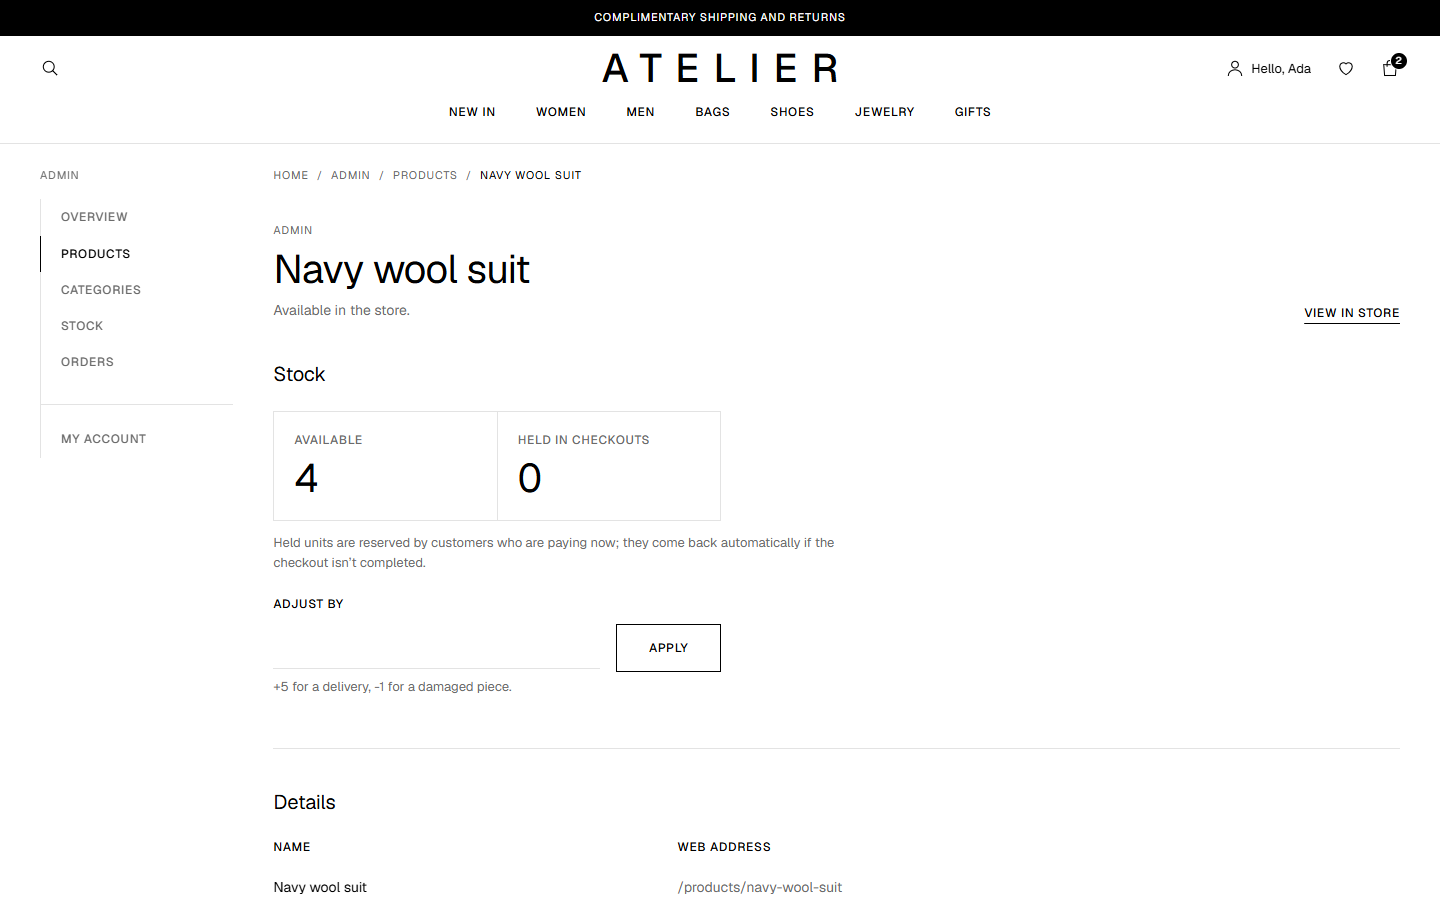 COMPLIMENTARY SHIPPING AND RETURNS
ATELIER
Hello, Ada
2
NEW IN WOMEN MEN BAGS SHOES JEWELRY GIFTS
ADMIN
OVERVIEW
PRODUCTS
CATEGORIES
STOCK
ORDERS
MY ACCOUNT
HOME / ADMIN / PRODUCTS / NAVY WOOL SUIT
ADMIN
Navy wool suit
Available in the store.
VIEW IN STORE
Stock
AVAILABLE
4
HELD IN CHECKOUTS
0
Held units are reserved by customers who are paying now; they come back automatically if the
checkout isn't completed.
ADJUST BY
APPLY
+5 for a delivery, -1 for a damaged piece.
Details
NAME
Navy wool suit
WEB ADDRESS
/products/navy-wool-suit